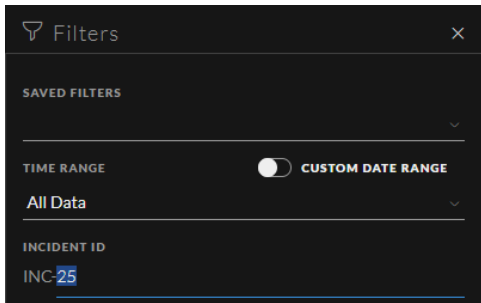 Filters
SAVED FILTERS
TIME RANGE CUSTOM DATE RANGE
All Data
INCIDENT ID
INC-25